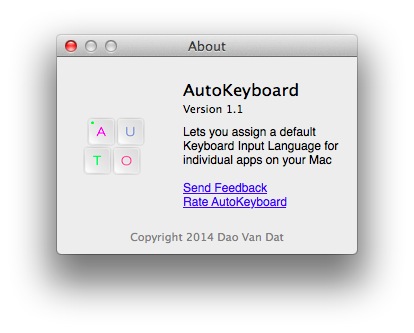 About
AutoKeyboard
Version 1.1
Lets you assign a default
Keyboard Input Language for
individual apps on your Mac
A U
T O
Send Feedback
Rate AutoKeyboard
Copyright 2014 Dao Van Dat